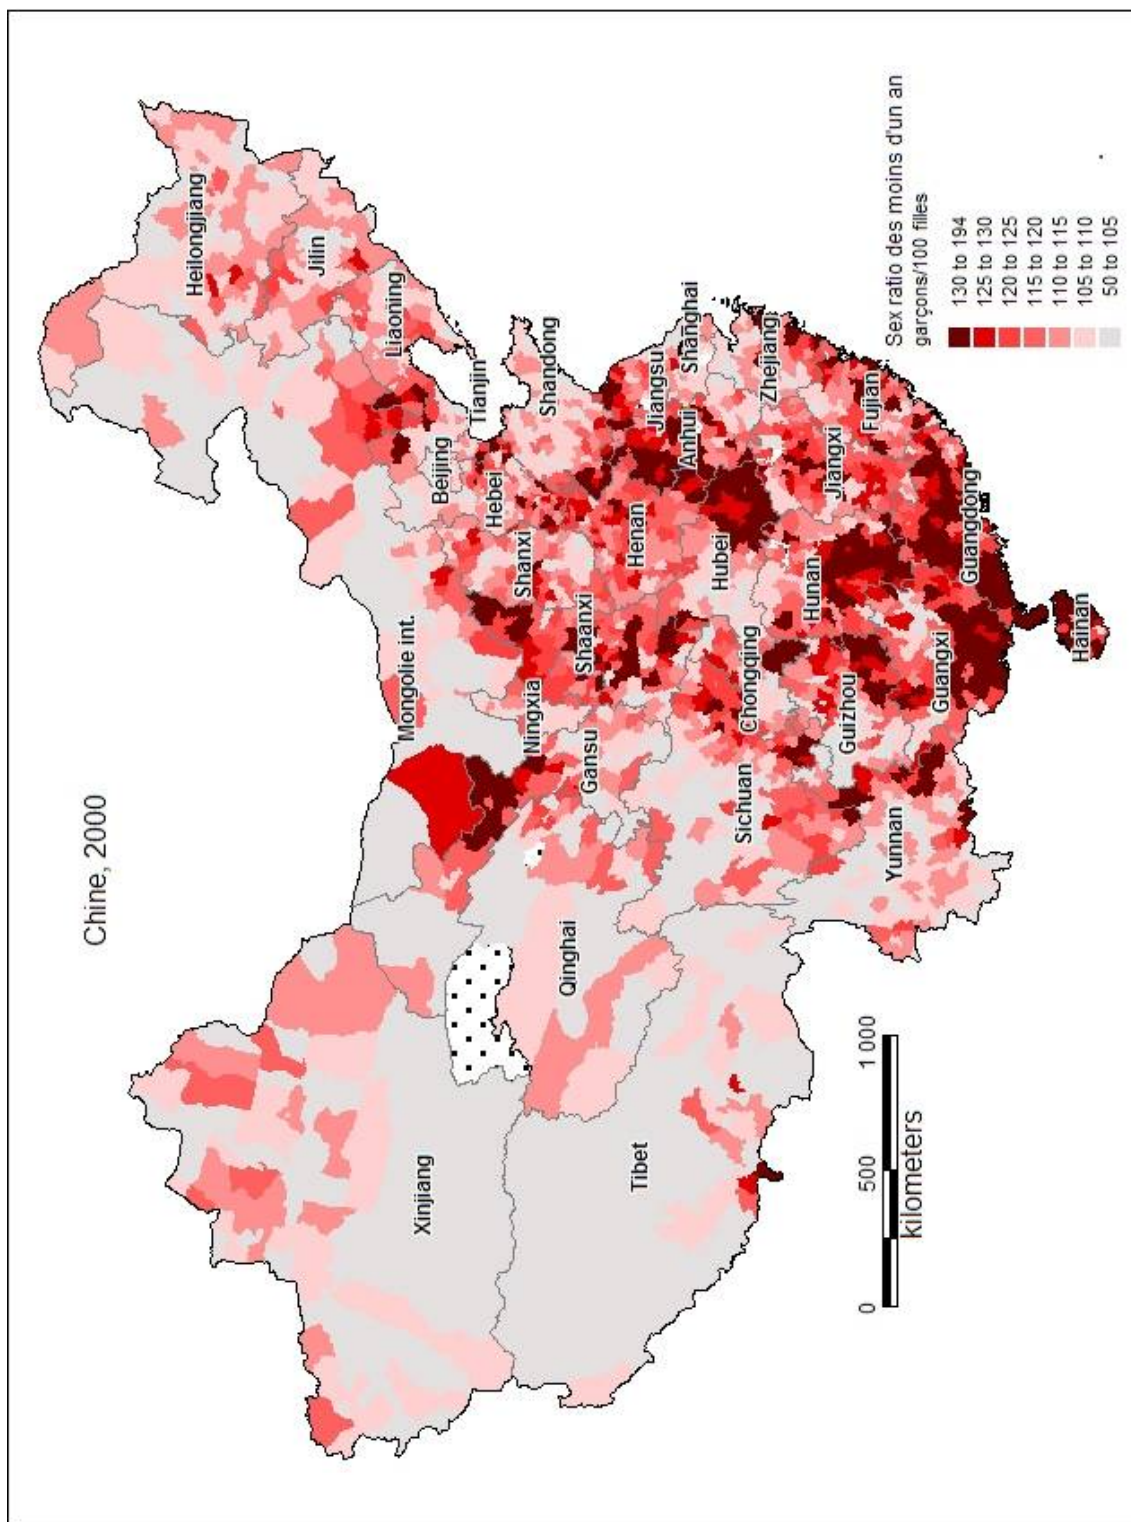 Chine, 2000
Heilongjiang
Jilin
Liaoning
Mongolie int.
Beijing
Tianjin
Hebei
Shandong
Xinjiang
Ningxia
Shanxi
Qinghai
Gansu
Shaanxi
Henan
Jiangsu
Anhui
Shanghai
Tibet
Sichuan
Chongqing
Hubei
Zhejiang
Guizhou
Hunan
Jiangxi
Fujian
Yunnan
Guangxi
Guangdong
Hainan
Sex ratio des moins d'un an
garçons/100 filles
130 to 194
125 to 130
120 to 125
115 to 120
110 to 115
105 to 110
50 to 105
0 500 1 000
kilometers